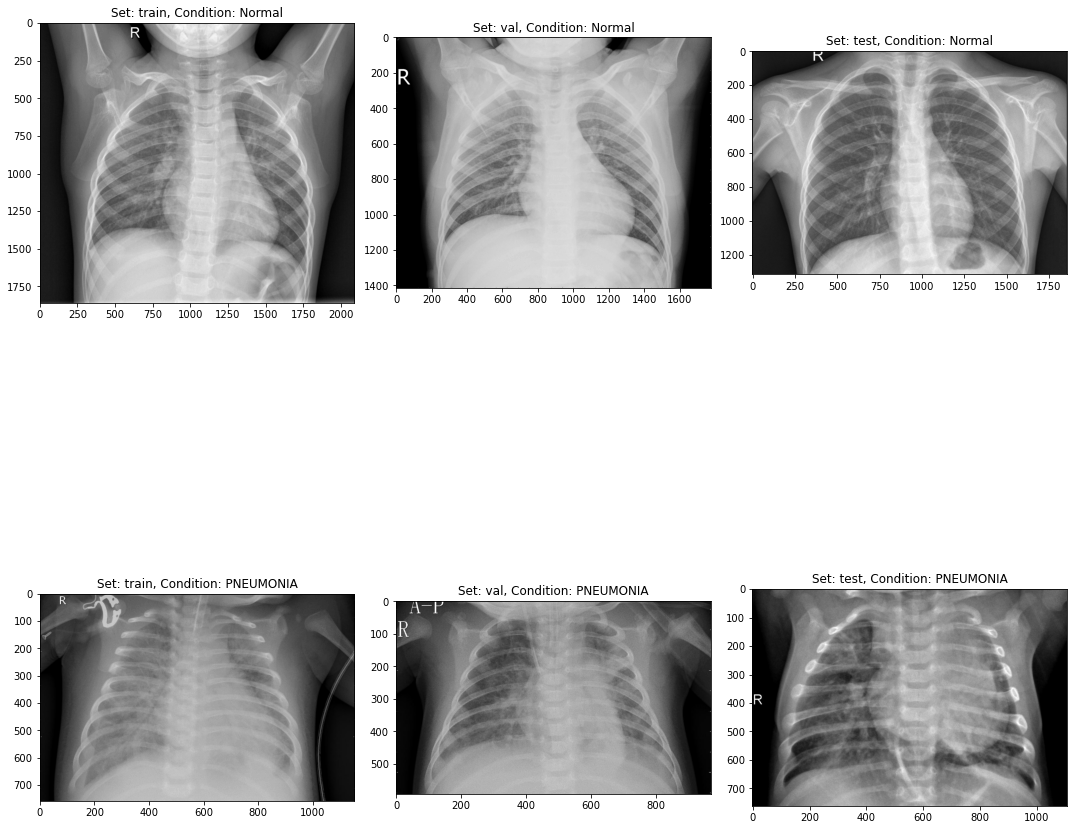 Set: train, Condition: Normal
R
0
250
500
750
1000
1250
1500
1750
0 250 500 750 1000 1250 1500 1750 2000
Set: val, Condition: Normal
R
0
200
400
600
800
1000
1200
1400
0 200 400 600 800 1000 1200 1400 1600
Set: test, Condition: Normal
R
0
200
400
600
800
1000
1200
0 250 500 750 1000 1250 1500 1750
Set: train, Condition: PNEUMONIA
R
0
100
200
300
400
500
600
700
0 200 400 600 800 1000
Set: val, Condition: PNEUMONIA
A-P
R
0
100
200
300
400
500
0 200 400 600 800
Set: test, Condition: PNEUMONIA
R
0
100
200
300
400
500
600
700
0 200 400 600 800 1000